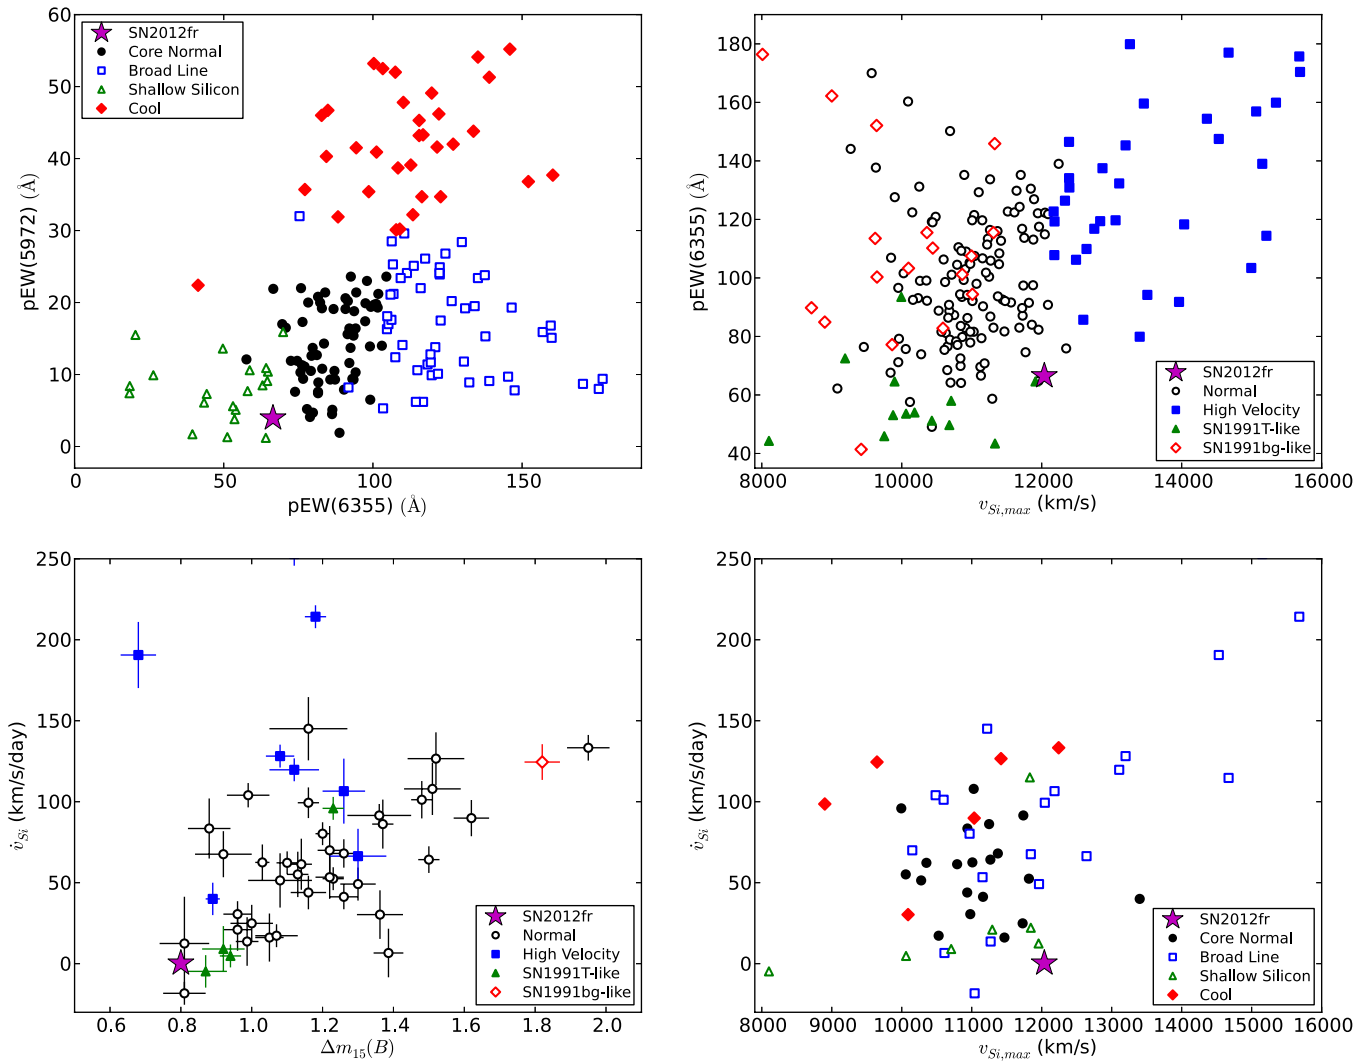 60
50
40
30
20
10
0
pEW(5972) (Å)
SN2012fr
Core Normal
Broad Line
Shallow Silicon
Cool
0
50
100
150
pEW(6355) (Å)
180
160
140
120
100
80
60
40
pEW(6355) (Å)
SN2012fr
Normal
High Velocity
SN1991T-like
SN1991bg-like
8000
10000
12000
14000
16000
v_{Si,max} (km/s)
250
200
150
100
50
0
v̇_{Si} (km/s/day)
SN2012fr
Normal
High Velocity
SN1991T-like
SN1991bg-like
0.6
0.8
1.0
1.2
1.4
1.6
1.8
2.0
Δm_{15}(B)
250
200
150
100
50
0
v̇_{Si} (km/s/day)
SN2012fr
Core Normal
Broad Line
Shallow Silicon
Cool
8000
9000
10000
11000
12000
13000
14000
15000
16000
v_{Si,max} (km/s)